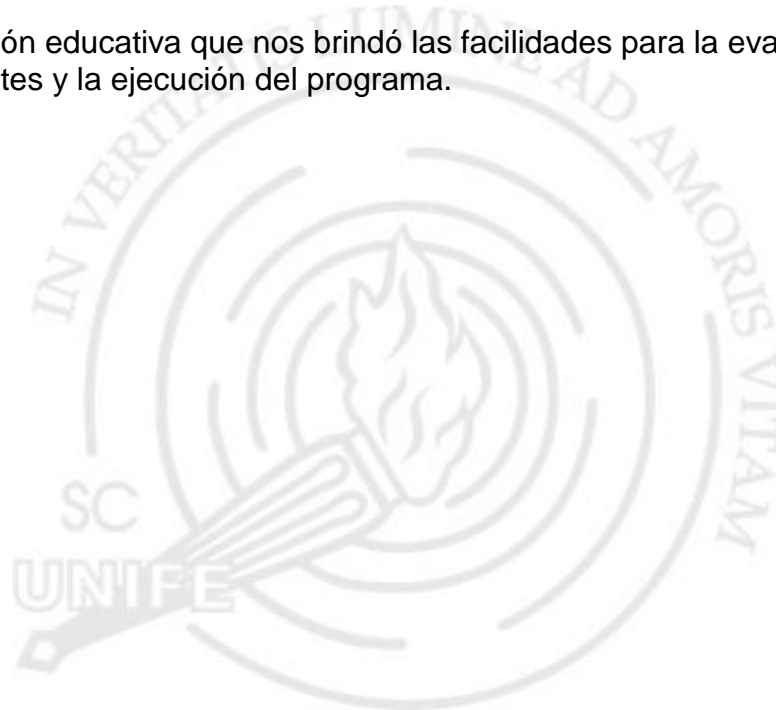 ón educativa que nos brindó las facilidades para la eva
tes y la ejecución del programa.
IN VERITATIS LUMINE AD AMORIS VITAM
SC
UNIFE